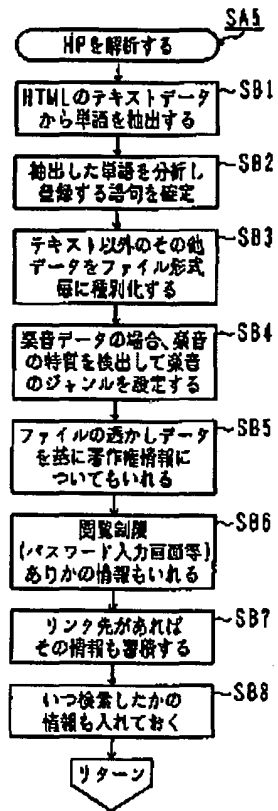 SA5
HPを解析する
HTMLのテキストデータ
から単語を抽出する
SB1
抽出した単語を分析し
登録する語句を確定
SB2
テキスト以外のその他
データをファイル形式
毎に種別化する
SB3
楽音データの場合、楽音
の特質を検出して楽音
のジャンルを設定する
SB4
ファイルの透かしデータ
を基に著作権情報に
ついてもいれる
SB5
閲覧制限
(パスワード入力画面等)
ありかの情報もいれる
SB6
リンク先があれば
その情報も蓄積する
SB7
いつ検索したかの
情報も入れておく
SB8
リターン